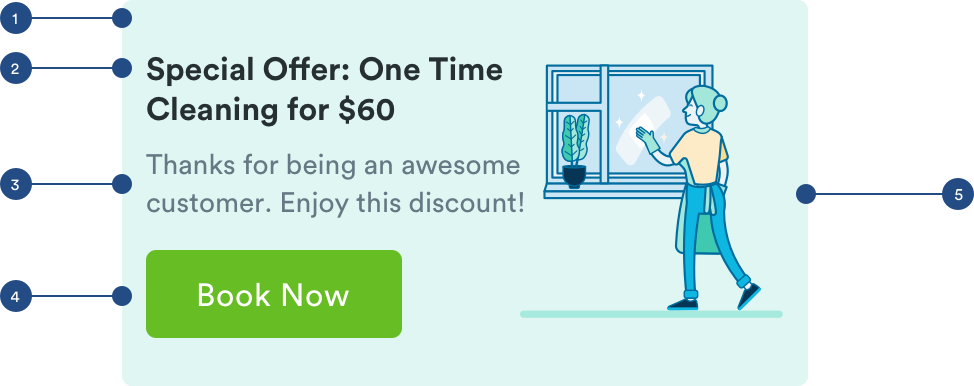 1
2
Special Offer: One Time
Cleaning for $60
3
Thanks for being an awesome
customer. Enjoy this discount!
5
4
Book Now